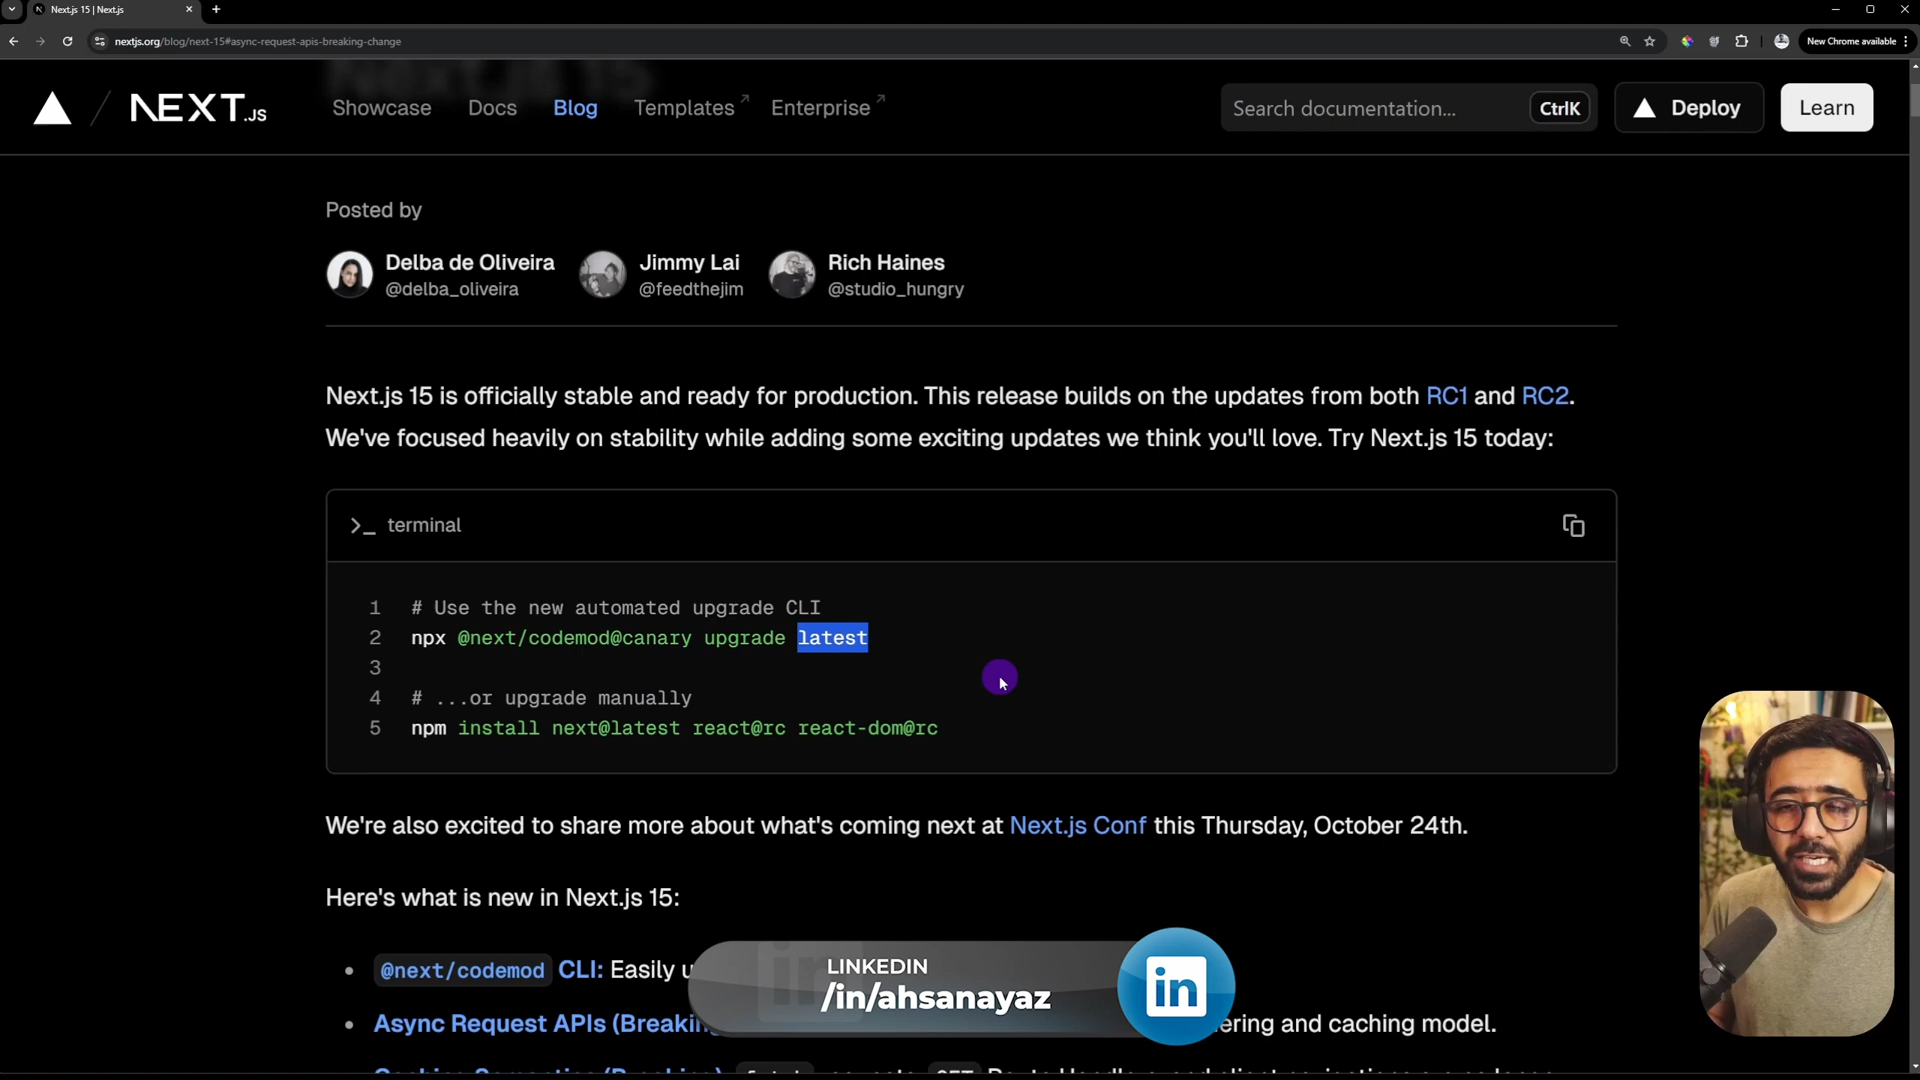 Next.js 15 | Next.js
nextjs.org/blog/next-15#async-request-apis-breaking-change
New Chrome available
Next.js 15
NEXT.JS
Showcase
Docs
Blog
Templates
Enterprise
Search documentation...
CtrlK
Deploy
Learn
Posted by
Delba de Oliveira
@delba_oliveira
Jimmy Lai
@feedthejim
Rich Haines
@studio_hungry
Next.js 15 is officially stable and ready for production. This release builds on the updates from both RC1 and RC2.
We've focused heavily on stability while adding some exciting updates we think you'll love. Try Next.js 15 today:
>_ terminal
1 # Use the new automated upgrade CLI
2 npx @next/codemod@canary upgrade latest
3
4 # ...or upgrade manually
5 npm install next@latest react@rc react-dom@rc
We're also excited to share more about what's coming next at Next.js Conf this Thursday, October 24th.
Here's what is new in Next.js 15:
@next/codemod CLI: Easily
LINKEDIN
/in/ahsanayaz
in
Async Request APIs
and caching model.